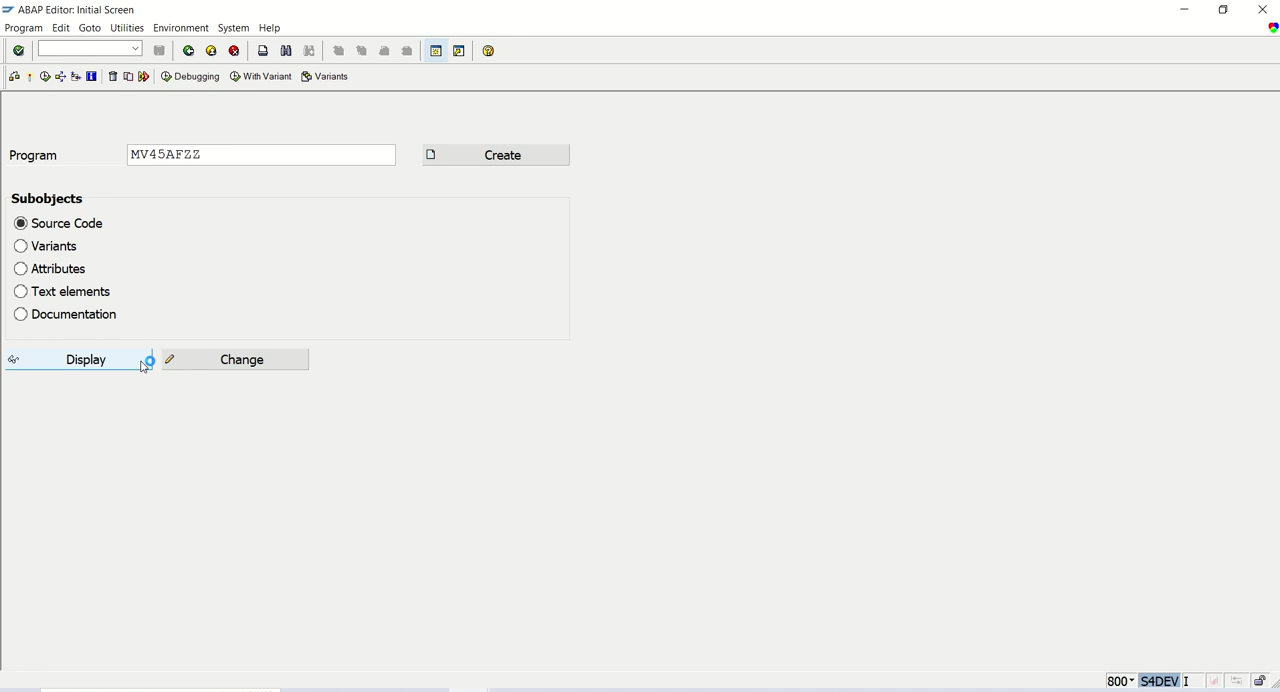 ABAP Editor: Initial Screen
Program Edit Goto Utilities Environment System Help
Debugging With Variant Variants
Program MV45AFZZ Create
Subobjects
Source Code
Variants
Attributes
Text elements
Documentation
Display Change
800 S4DEV I